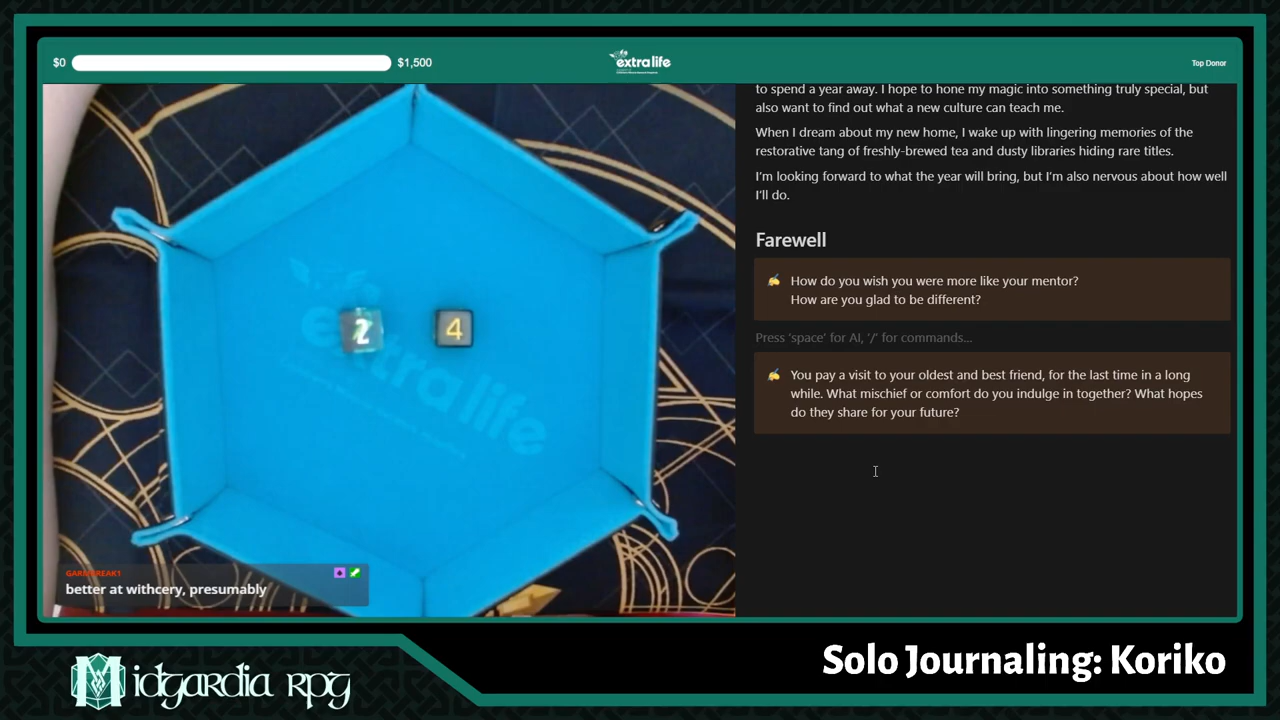 $0
$1,500
extra life
Top Donor
to spend a year away. I hope to hone my magic into something truly special, but
also want to find out what a new culture can teach me.
When I dream about my new home, I wake up with lingering memories of the
restorative tang of freshly-brewed tea and dusty libraries hiding rare titles.
I'm looking forward to what the year will bring, but I'm also nervous about how well
I'll do.
Farewell
✍️ How do you wish you were more like your mentor?
How are you glad to be different?
Press 'space' for AI, '/' for commands...
✍️ You pay a visit to your oldest and best friend, for the last time in a long
while. What mischief or comfort do you indulge in together? What hopes
do they share for your future?
2
4
extra life
better at withcery, presumably
Solo Journaling: Koriko
Midgardia RPG